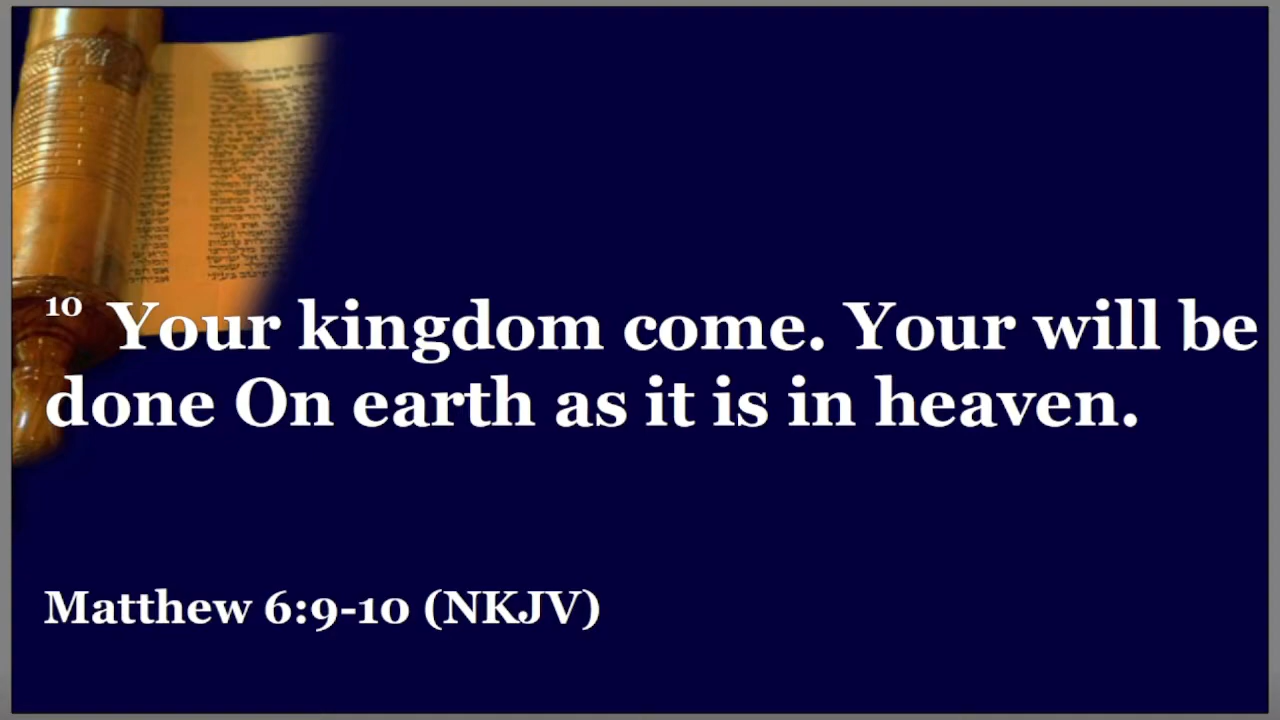 10 Your kingdom come. Your will be
done On earth as it is in heaven.
Matthew 6:9-10 (NKJV)